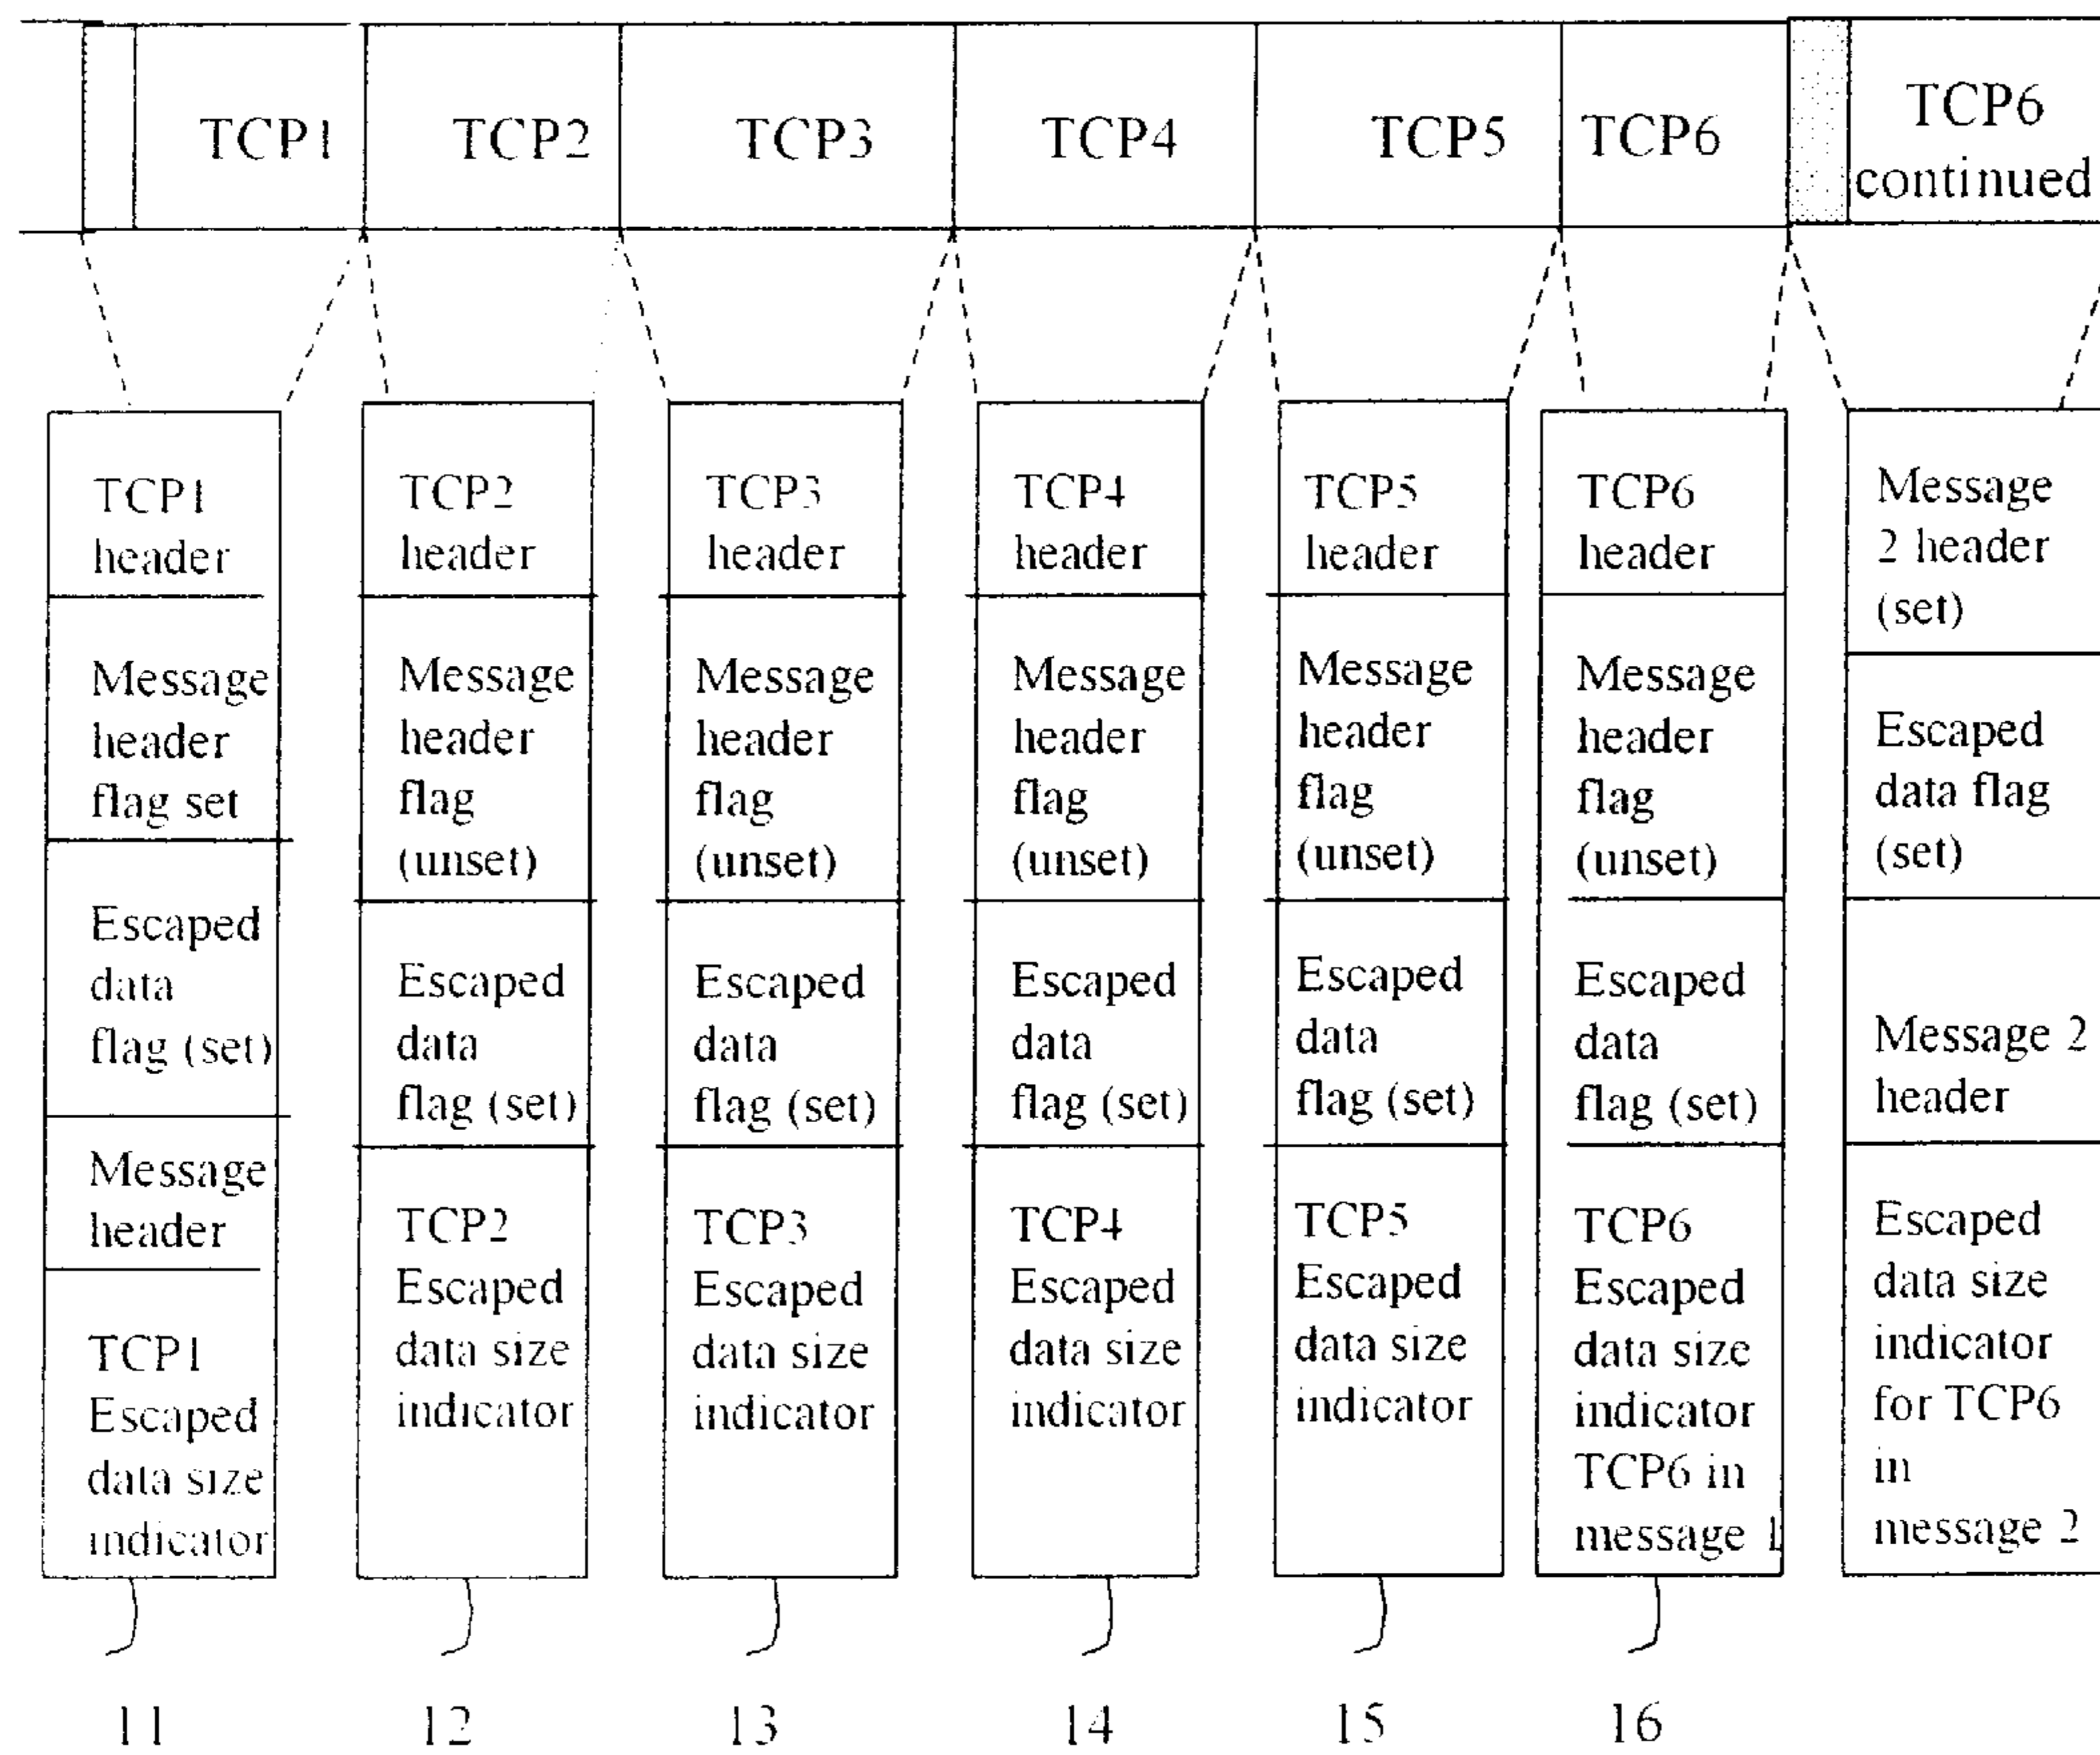 TCP1
TCP2
TCP3
TCP4
TCP5
TCP6
TCP6
continued
TCP1
header
Message
header
flag set
Escaped
data
flag (set)
Message
header
TCP1
Escaped
data size
indicator
11
TCP2
header
Message
header
flag
(unset)
Escaped
data
flag (set)
TCP2
Escaped
data size
indicator
12
TCP3
header
Message
header
flag
(unset)
Escaped
data
flag (set)
TCP3
Escaped
data size
indicator
13
TCP4
header
Message
header
flag
(unset)
Escaped
data
flag (set)
TCP4
Escaped
data size
indicator
14
TCP5
header
Message
header
flag
(unset)
Escaped
data
flag (set)
TCP5
Escaped
data size
indicator
15
TCP6
header
Message
header
flag
(unset)
Escaped
data
flag (set)
TCP6
Escaped
data size
indicator
TCP6 in
message 1
16
Message
2 header
(set)
Escaped
data flag
(set)
Message 2
header
Escaped
data size
indicator
for TCP6
in
message 2